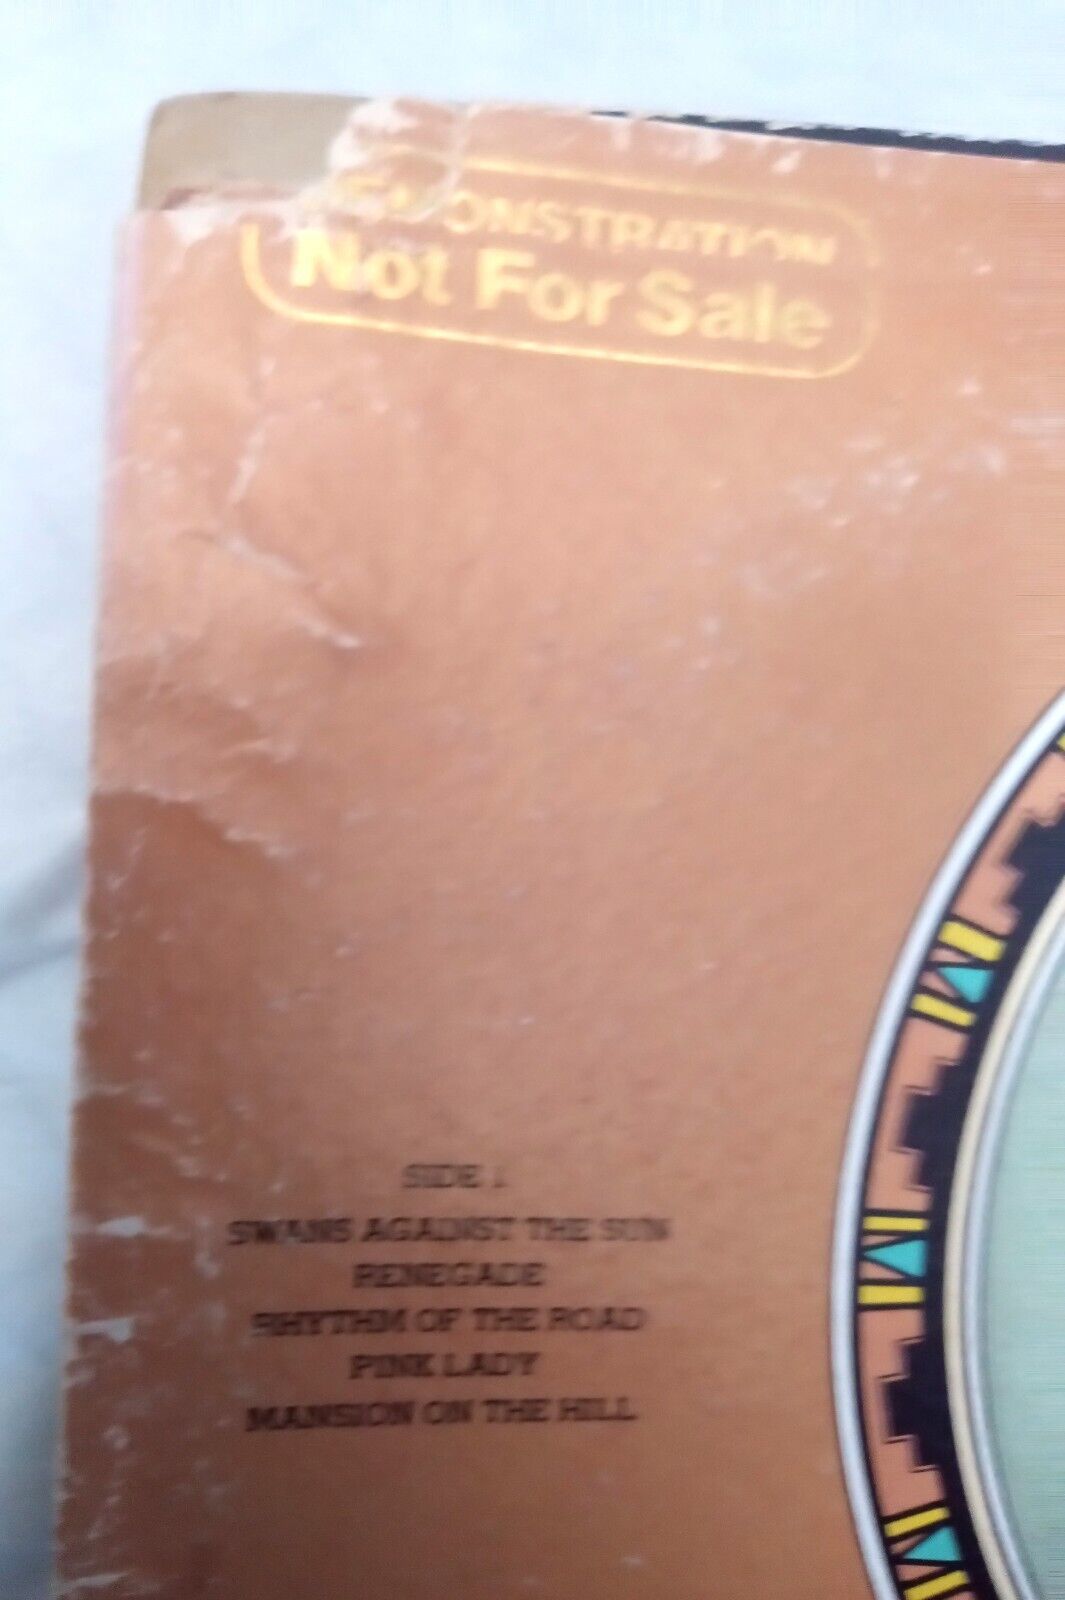 DEMONSTRATION
Not For Sale
SIDE 1
SWANS AGAINST THE SUN
RENEGADE
RHYTHM OF THE ROAD
PINK LADY
MANSION ON THE HILL